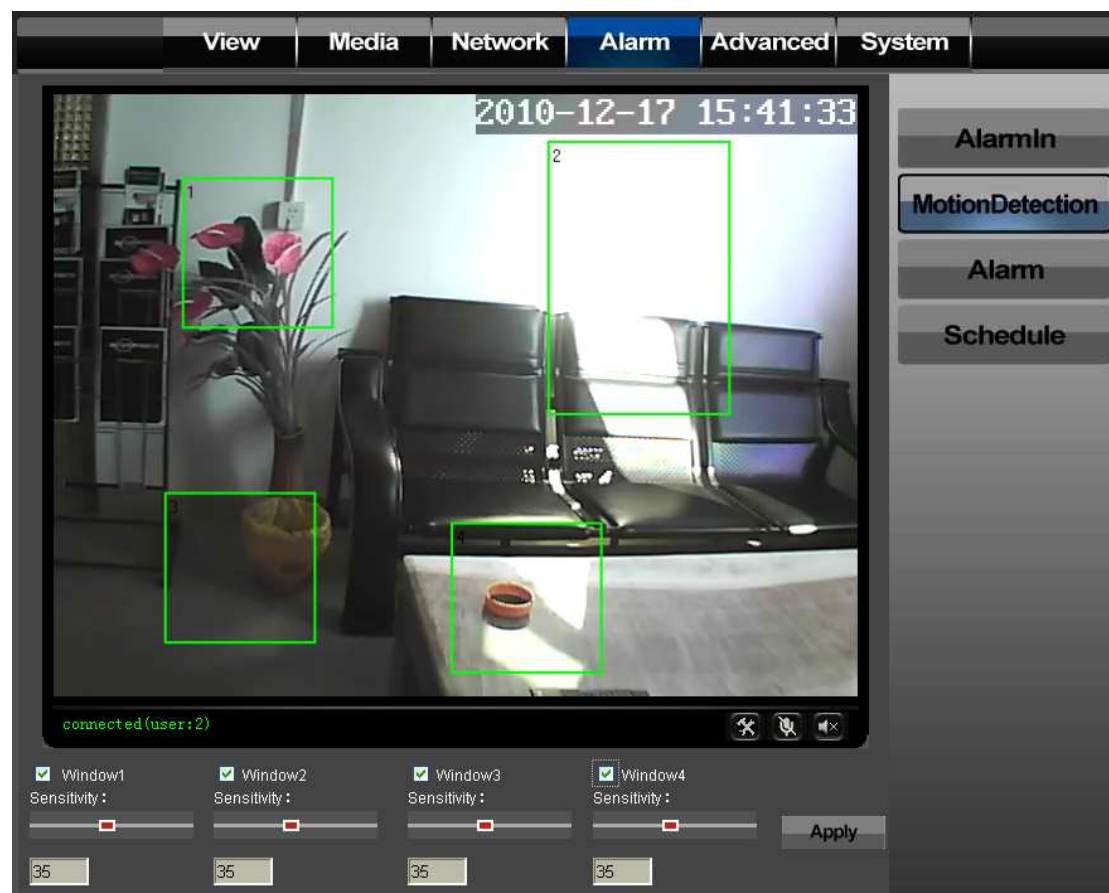 View Media Network Alarm Advanced System
2010-12-17 15:41:33
AlarmIn
MotionDetection
Alarm
Schedule
1
2
3
4
connected(user:2)
Window1 Window2 Window3 Window4
Sensitivity: Sensitivity: Sensitivity: Sensitivity:
Apply
35 35 35 35